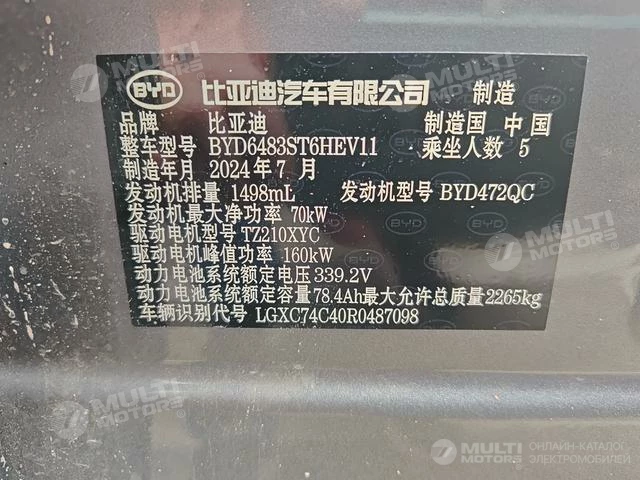 BYD 比亚迪汽车有限公司 制造
品牌 比亚迪 制造国 中国
整车型号 BYD6483ST6HEV11 乘坐人数 5
制造年月 2024年7月
发动机排量 1498mL 发动机型号 BYD472QC
发动机最大净功率 70kW
驱动电机型号 TZ210XYC
驱动电机峰值功率 160kW
动力电池系统额定电压 339.2V
动力电池系统额定容量 78.4Ah 最大允许总质量 2265kg
车辆识别代号 LGXC74C40R0487098
MULTI MOTORS
MULTI MOTORS
MULTI MOTORS
MULTI MOTORS
MULTI MOTORS ОНЛАЙН-КАТАЛОГ ЭЛЕКТРОМОБИЛЕЙ